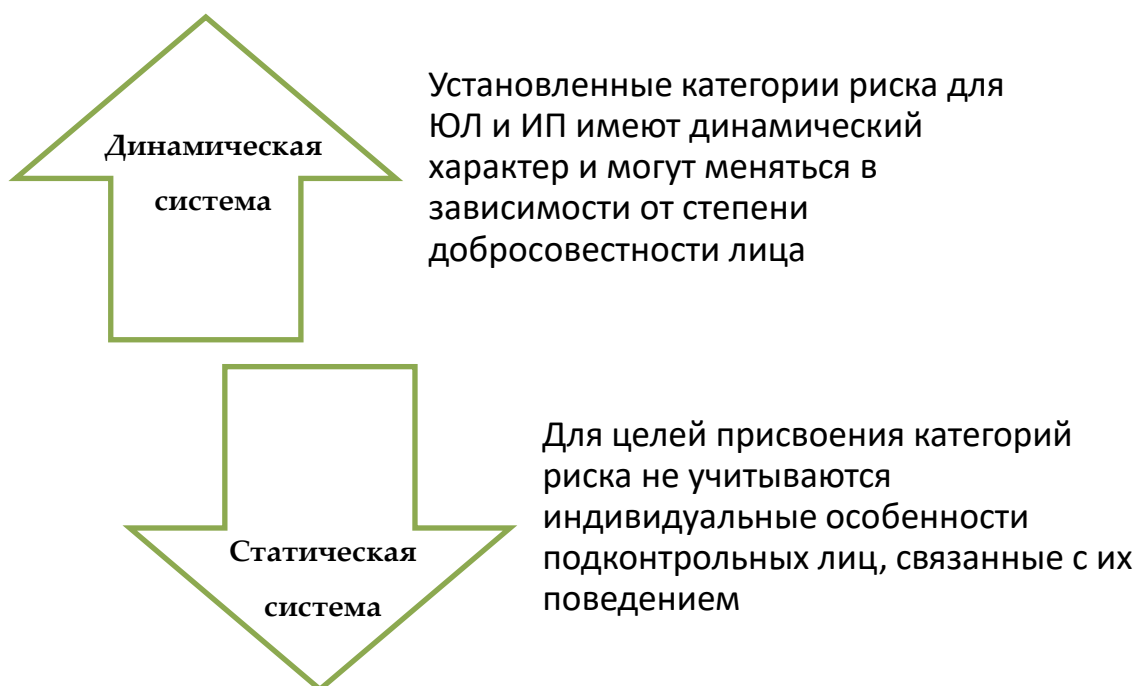 Динамическая
система
Установленные категории риска для
ЮЛ и ИП имеют динамический
характер и могут меняться в
зависимости от степени
добросовестности лица
Статическая
система
Для целей присвоения категорий
риска не учитываются
индивидуальные особенности
подконтрольных лиц, связанные с их
поведением